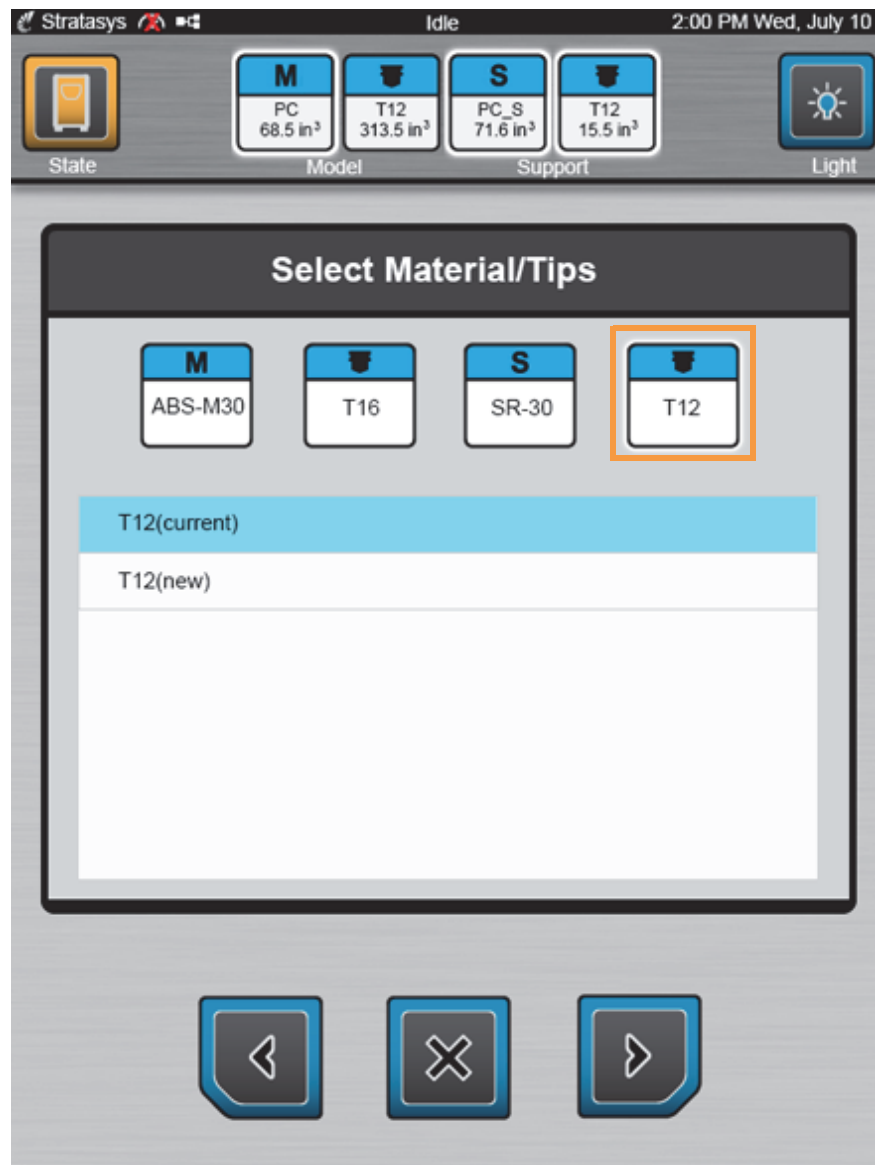 Stratasys Idle 2:00 PM Wed, July 10
M S
PC T12 PC_S T12
68.5 in³ 313.5 in³ 71.6 in³ 15.5 in³
State Model Support Light
Select Material/Tips
M S
ABS-M30 T16 SR-30 T12
T12(current)
T12(new)